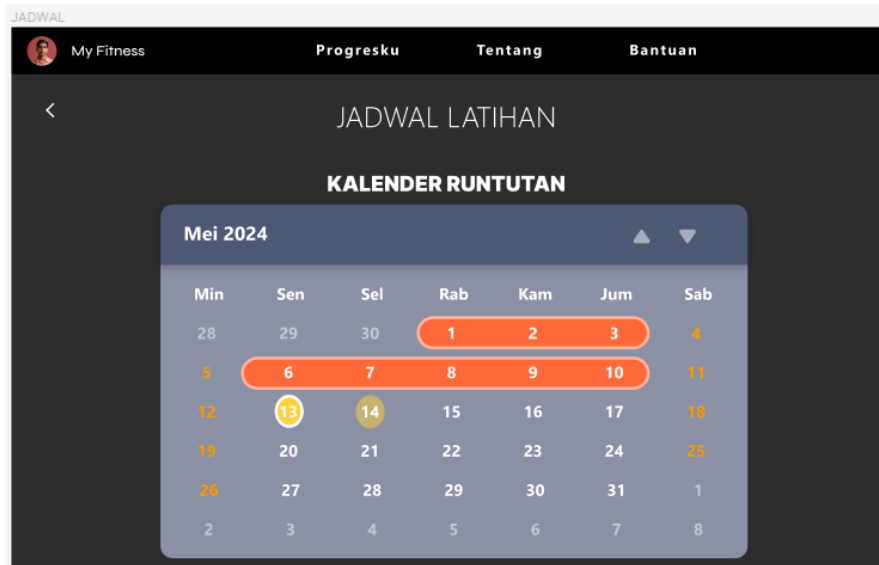 JADWAL
My Fitness Progresku Tentang Bantuan
JADWAL LATIHAN
KALENDER RUNTUTAN
Mei 2024
Min Sen Sel Rab Kam Jum Sab
28 29 30 1 2 3 4
5 6 7 8 9 10 11
12 13 14 15 16 17 18
19 20 21 22 23 24 25
26 27 28 29 30 31 1
2 3 4 5 6 7 8